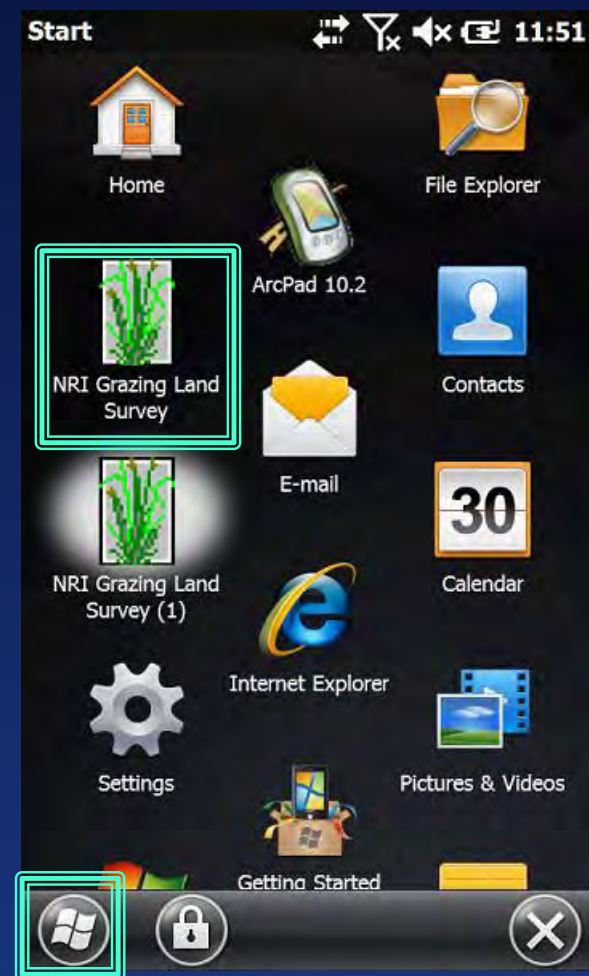 Start 11:51
Home
File Explorer
ArcPad 10.2
NRI Grazing Land
Survey
Contacts
E-mail
30
NRI Grazing Land
Survey (1)
Calendar
Internet Explorer
Settings
Pictures & Videos
Getting Started